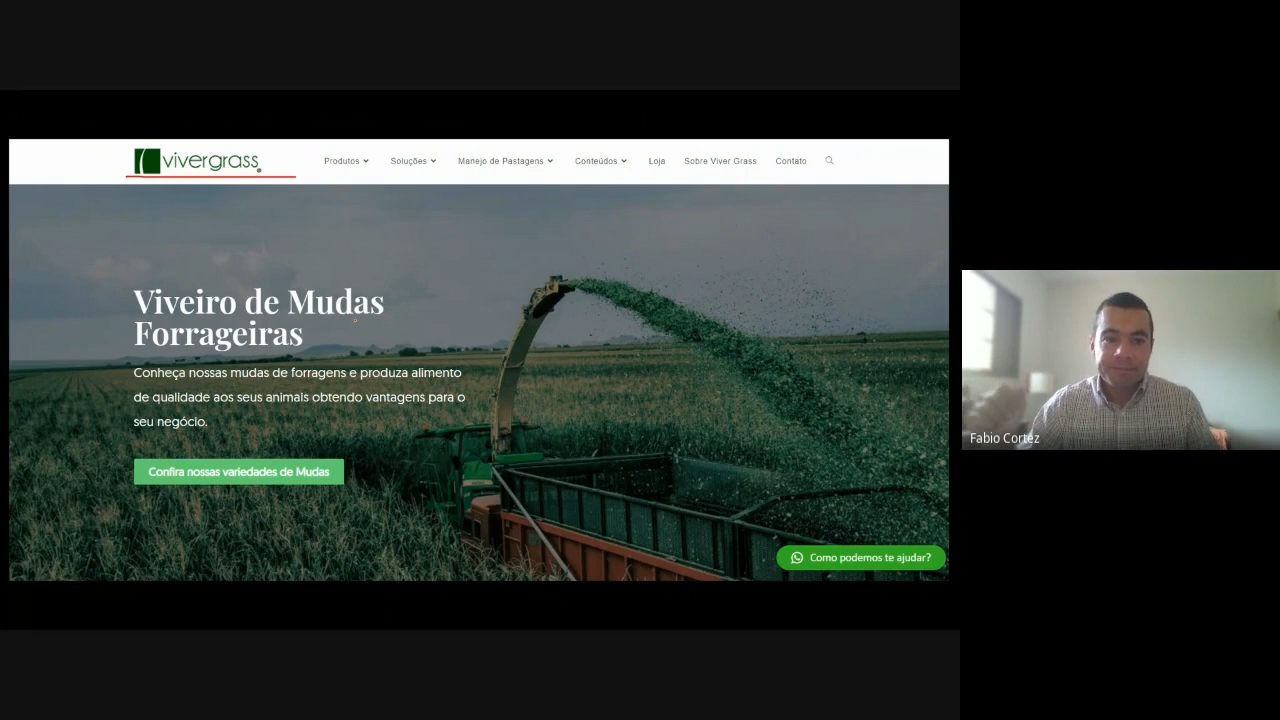 vivergrass
Produtos
Soluções
Manejo de Pastagens
Conteúdos
Loja
Sobre Viver Grass
Contato
Viveiro de Mudas
Forrageiras
Conheça nossas mudas de forragens e produza alimento
de qualidade aos seus animais obtendo vantagens para o
seu negócio.
Confira nossas variedades de Mudas
Como podemos te ajudar?
Fabio Cortez